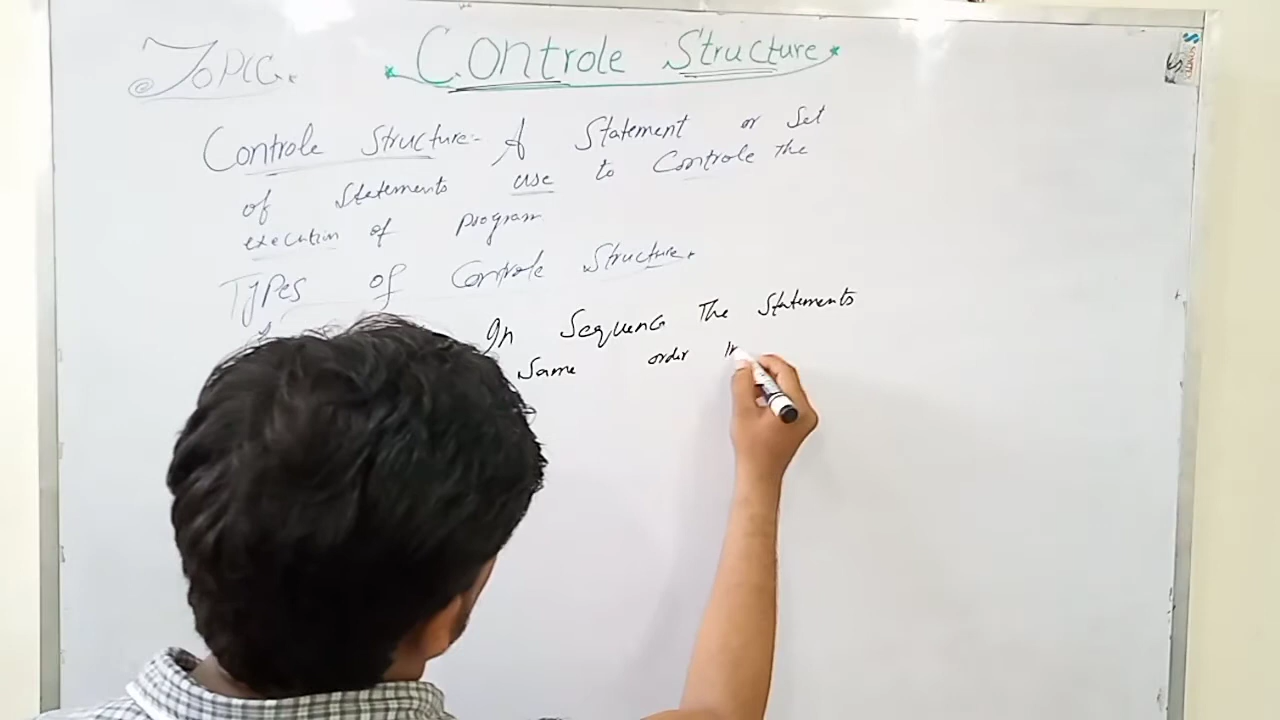 TOPIC. Controle Structure
Controle Structure:- A Statement or Set
of Statements use to Controle the
execution of program
Types of Controle Structure.
In Sequence The Statements
Same order in